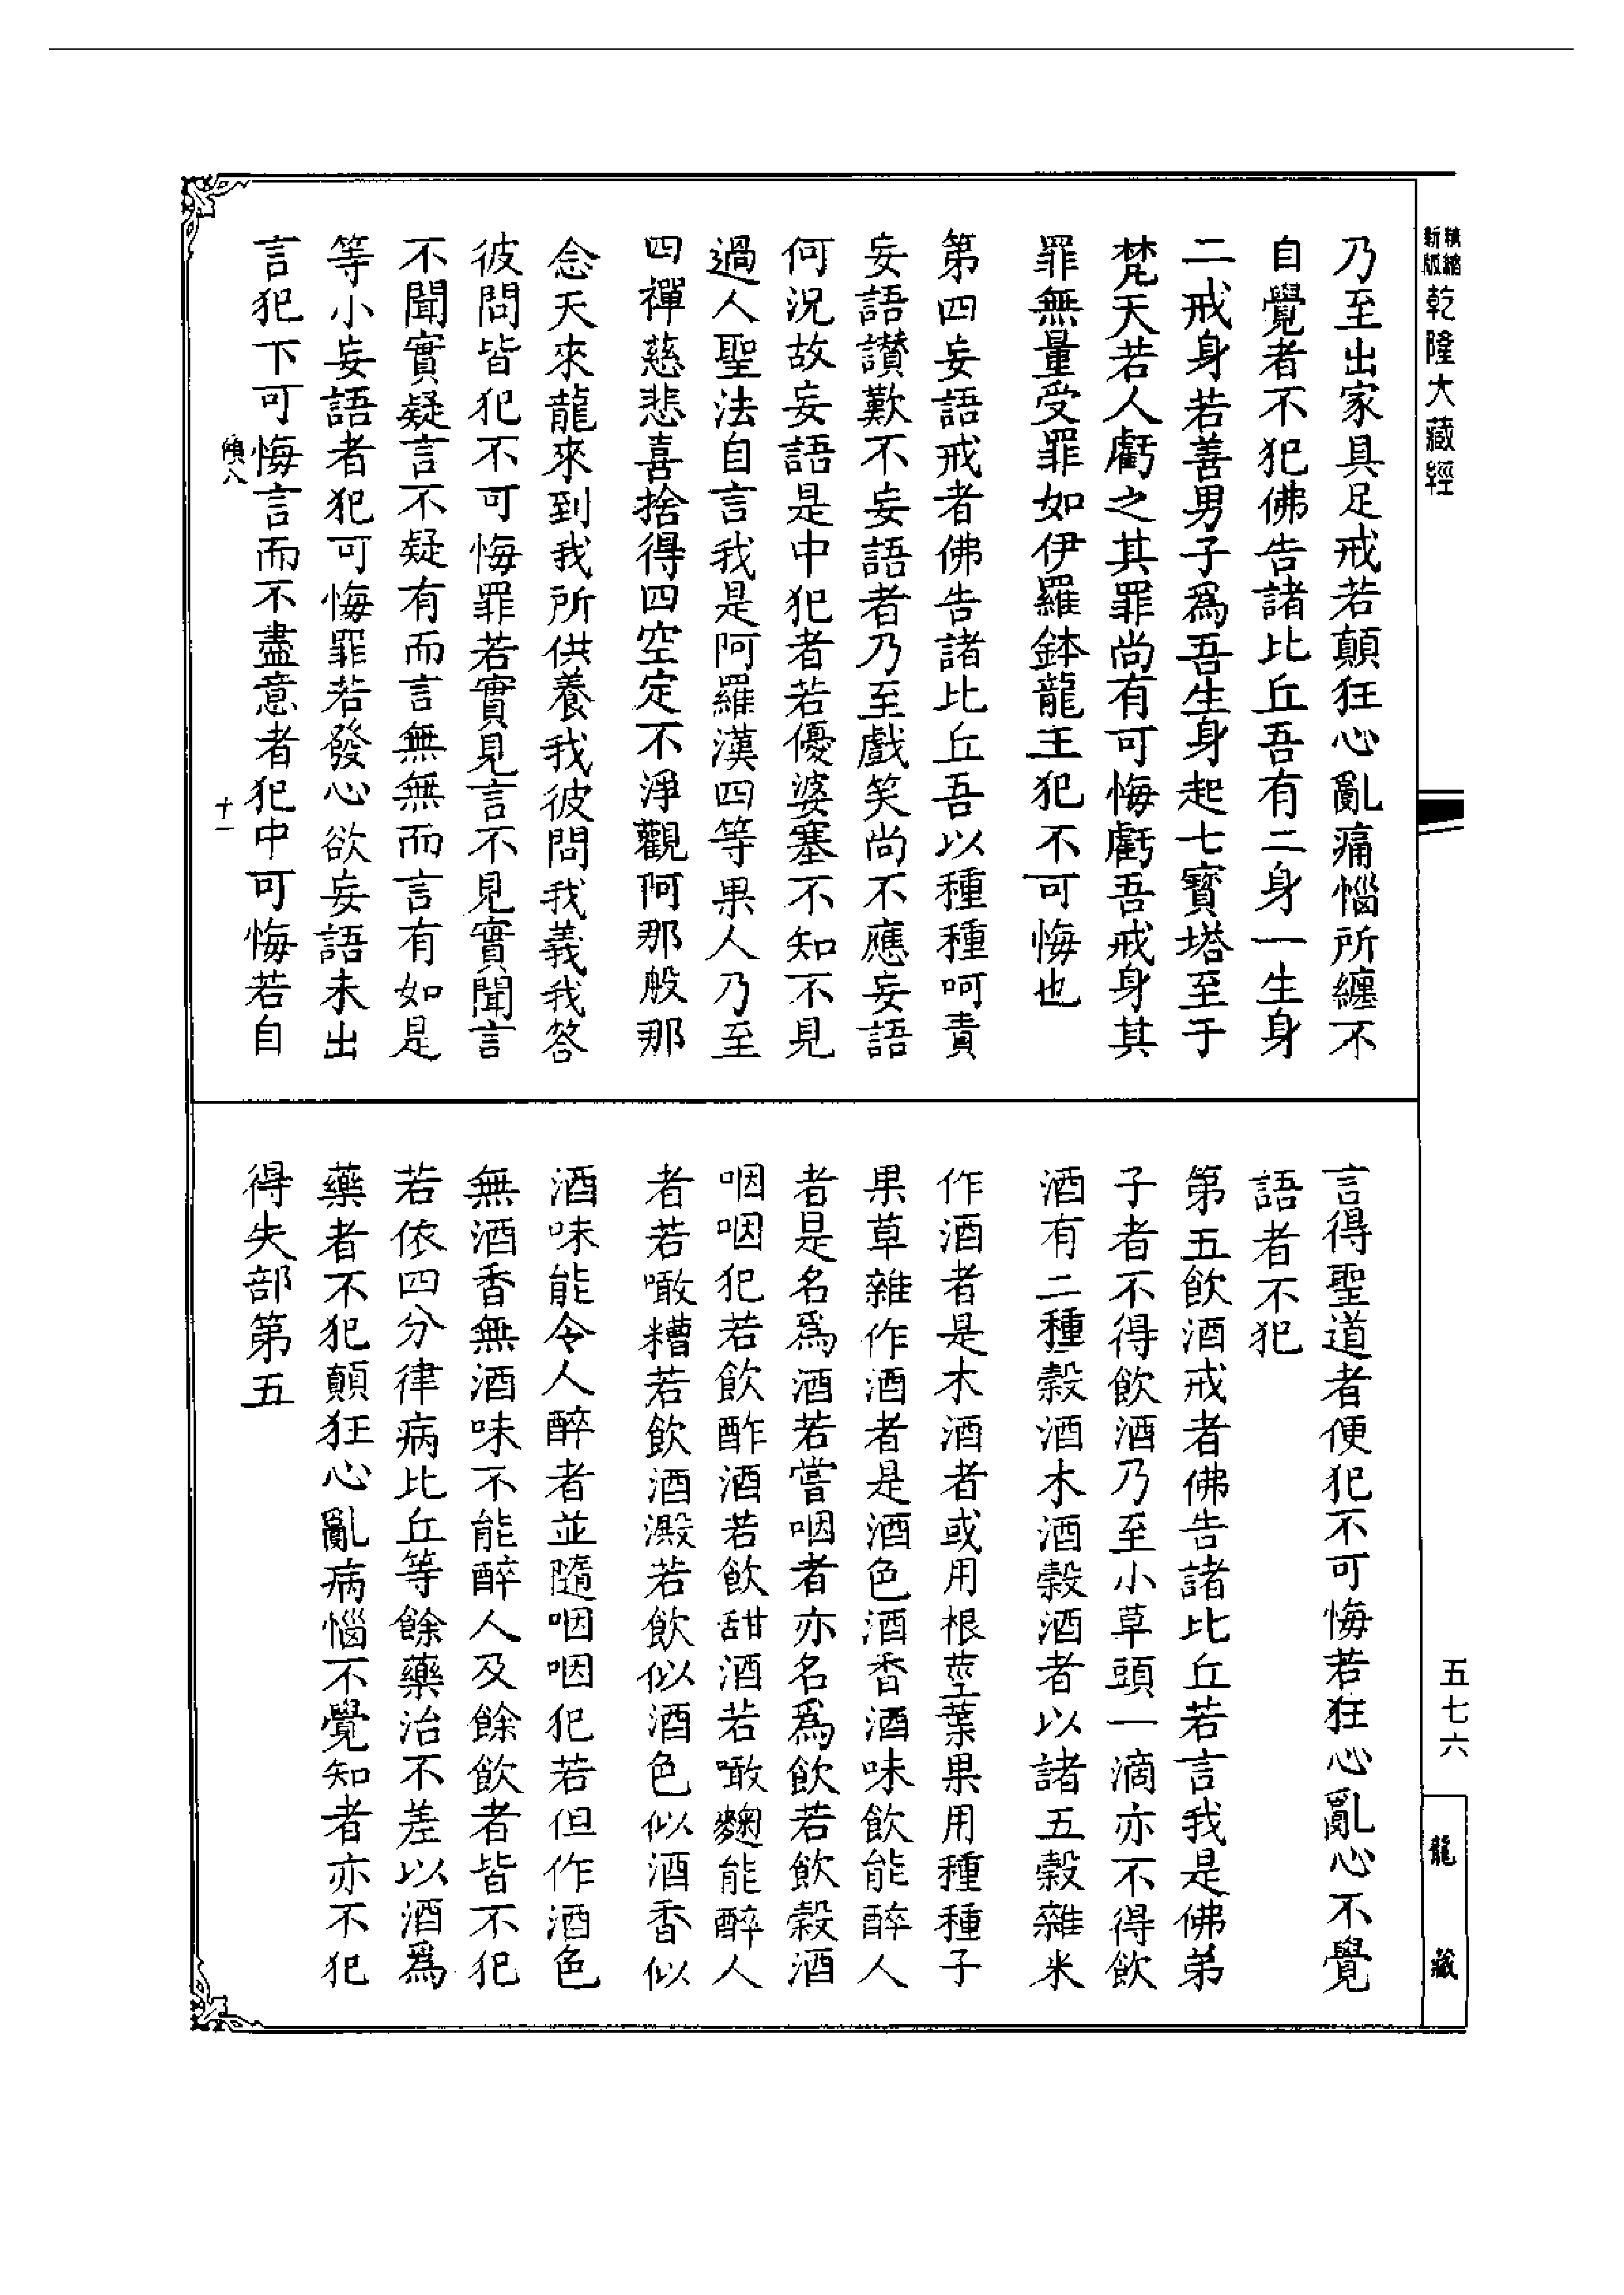 精縮新版乾隆大藏經
乃至出家具足戒若顛狂心亂痛惱所纏不
自覺者不犯佛告諸比丘吾有二身一生身
二戒身若善男子爲吾生身起七寶塔至于
梵天若人虧之其罪尚有可悔虧吾戒身其
罪無量受罪如伊羅鉢龍王犯不可悔也
第四妄語戒者佛告諸比丘吾以種種呵責
妄語讃歎不妄語者乃至戲笑尚不應妄語
何況故妄語是中犯者若優婆塞不知不見
過人聖法自言我是阿羅漢四等果人乃至
四禪慈悲喜捨得四空定不淨觀阿那般那
念天來龍來到我所供養我彼問我義我答
彼問皆犯不可悔罪若實見言不見實聞言
不聞實疑言不疑有而言無無而言有如是
等小妄語者犯可悔罪若發心欲妄語未出
言犯下可悔言而不盡意者犯中可悔若自
傾八
十一
言得聖道者便犯不可悔若狂心亂心不覺
語者不犯
第五飲酒戒者佛告諸比丘若言我是佛弟
子者不得飲酒乃至小草頭一滴亦不得飲
酒有二種穀酒木酒穀酒者以諸五穀雜米
作酒者是木酒者或用根莖葉果用種種子
果草雜作酒者是酒色酒香酒味飲能醉人
者是名爲酒若嘗咽者亦名爲飲若飲穀酒
咽咽犯若飲酢酒若飲甜酒若噉麴能醉人
者若噉糟若飲酒澱若飲似酒色似酒香似
酒味能令人醉者並隨咽咽犯若但作酒色
無酒香無酒味不能醉人及餘飲者皆不犯
若依四分律病比丘等餘藥治不差以酒爲
藥者不犯顛狂心亂病惱不覺知者亦不犯
得失部第五
五七六
龍藏